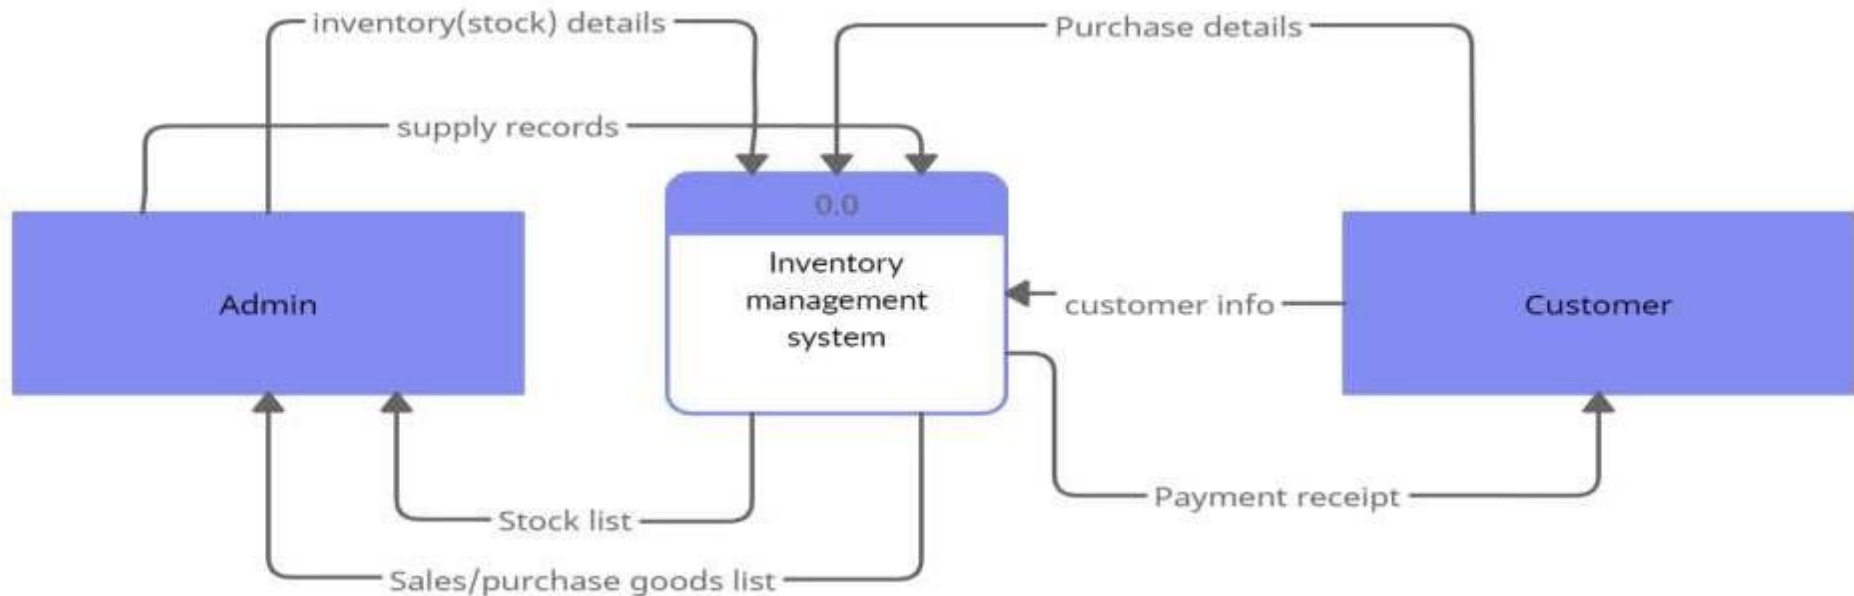 inventory(stock) details
Purchase details
supply records
0.0
Inventory
management
system
Admin
customer info
Customer
Payment receipt
Stock list
Sales/purchase goods list